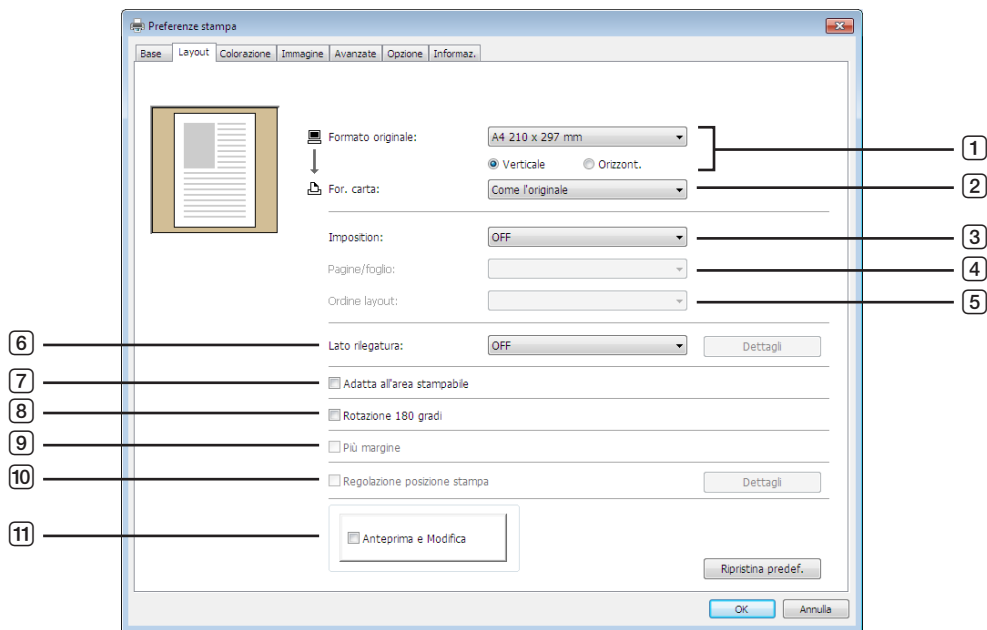 Preferenze stampa
Base Layout Colorazione Immagine Avanzate Opzione Informaz.
Formato originale: A4 210 x 297 mm
1
Verticale Orizzont.
For. carta: Come l'originale 2
Imposition: OFF 3
Pagine/foglio: 4
Ordine layout: 5
6 Lato rilegatura: OFF Dettagli
7 Adatta all'area stampabile
8 Rotazione 180 gradi
9 Più margine
10 Regolazione posizione stampa Dettagli
11 Anteprima e Modifica
Ripristina predef.
OK Annulla